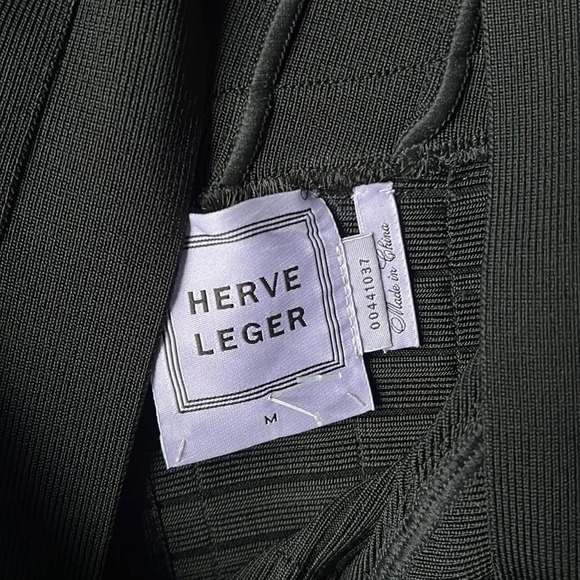 HERVE
LEGER
M
00441037
Made in China